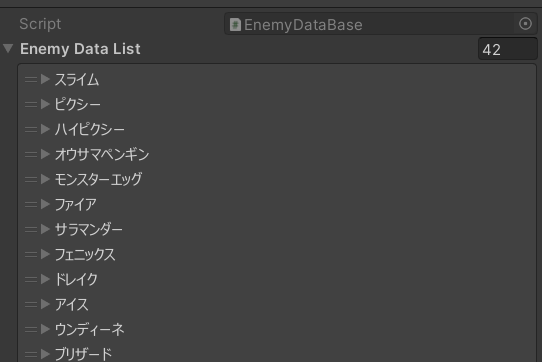 Script EnemyDataBase
Enemy Data List 42
スライム
ピクシー
ハイピクシー
オウサマペンギン
モンスターエッグ
ファイア
サラマンダー
フェニックス
ドレイク
アイス
ウンディーネ
ブリザード